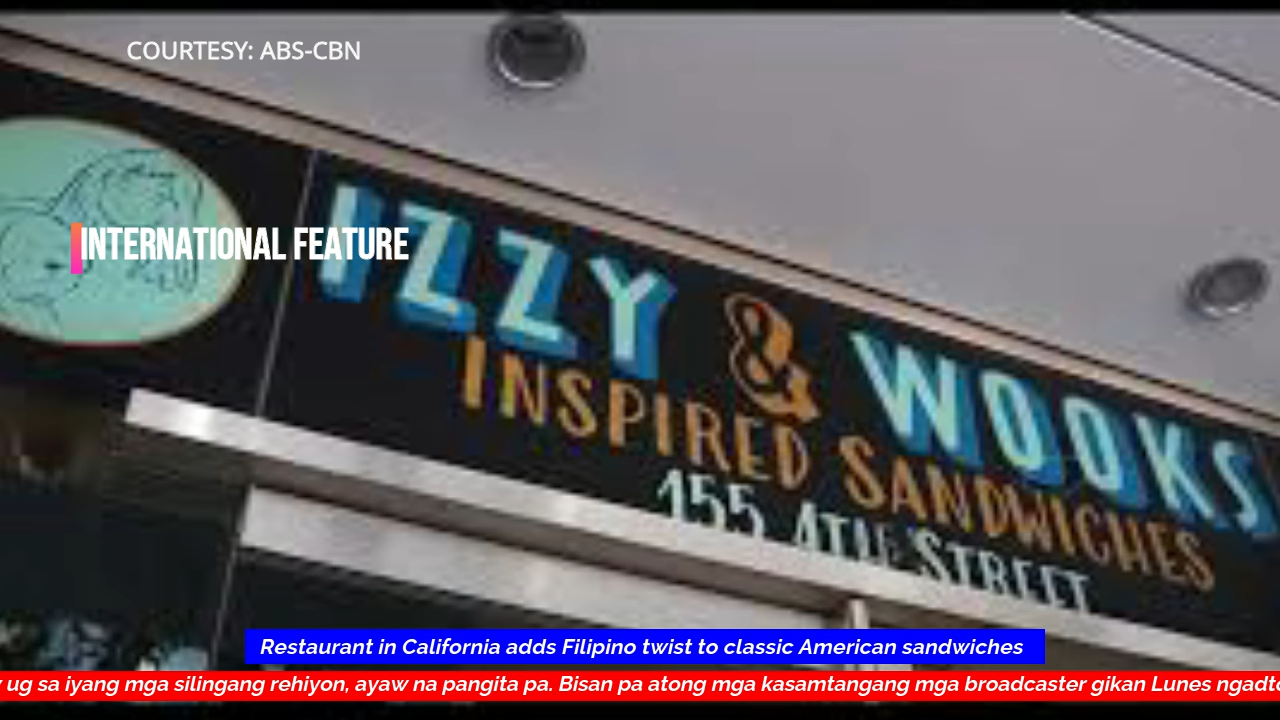 COURTESY: ABS-CBN
INTERNATIONAL FEATURE
IZZY & WOOKS
INSPIRED SANDWICHES
155 4TH STREET
Restaurant in California adds Filipino twist to classic American sandwiches
ug sa iyang mga silingang rehiyon, ayaw na pangita pa. Bisan pa atong mga kasamtangang mga broadcaster gikan Lunes